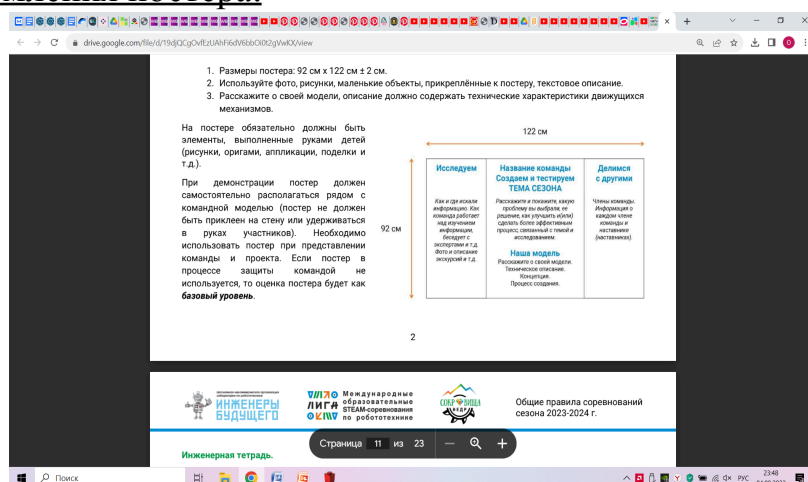 drive.google.com/file/d/19djQCgOvfEzUAhFi6dV6bbOi0t2gVwKX/view
1. Размеры постера: 92 см х 122 см ± 2 см.
2. Используйте фото, рисунки, маленькие объекты, прикреплённые к постеру, текстовое описание.
3. Расскажите о своей модели, описание должно содержать технические характеристики движущихся
механизмов.
На постере обязательно должны быть
элементы, выполненные руками детей
(рисунки, оригами, аппликации, поделки и
т.д.).
При демонстрации постер должен
самостоятельно располагаться рядом с
командной моделью (постер не должен
быть приклеен на стену или удерживаться
в руках участников). Необходимо
использовать постер при представлении
команды и проекта. Если постер в
процессе защиты командой не
используется, то оценка постера будет как
базовый уровень.
122 см
92 см
Исследуем
Как и где искали
информацию. Как
команда работает
над изучением
информации,
беседует с
экспертами и т.д.
Фото и описание
экскурсий и т.д.
Название команды
Создаем и тестируем
ТЕМА СЕЗОНА
Расскажите и покажите, какую
проблему вы выбрали, ее
решение, как улучшить и(или)
сделать более эффективным
процесс, связанный с темой и
исследованием.
Наша модель
Расскажите о своей модели.
Техническое описание.
Концепция.
Процесс создания.
Делимся
с другими
Члены команды.
Информация о
каждом члене
команды и
наставнике
(наставниках).
2
ИНЖЕНЕРЫ
БУДУЩЕГО
ЛИГА
Международные
образовательные
STEAM-соревнования
по робототехнике
СОКРОВИЩА
НЕДР
Общие правила соревнований
сезона 2023-2024 г.
Страница 11 из 23
Инженерная тетрадь.
Поиск
РУС
23:48